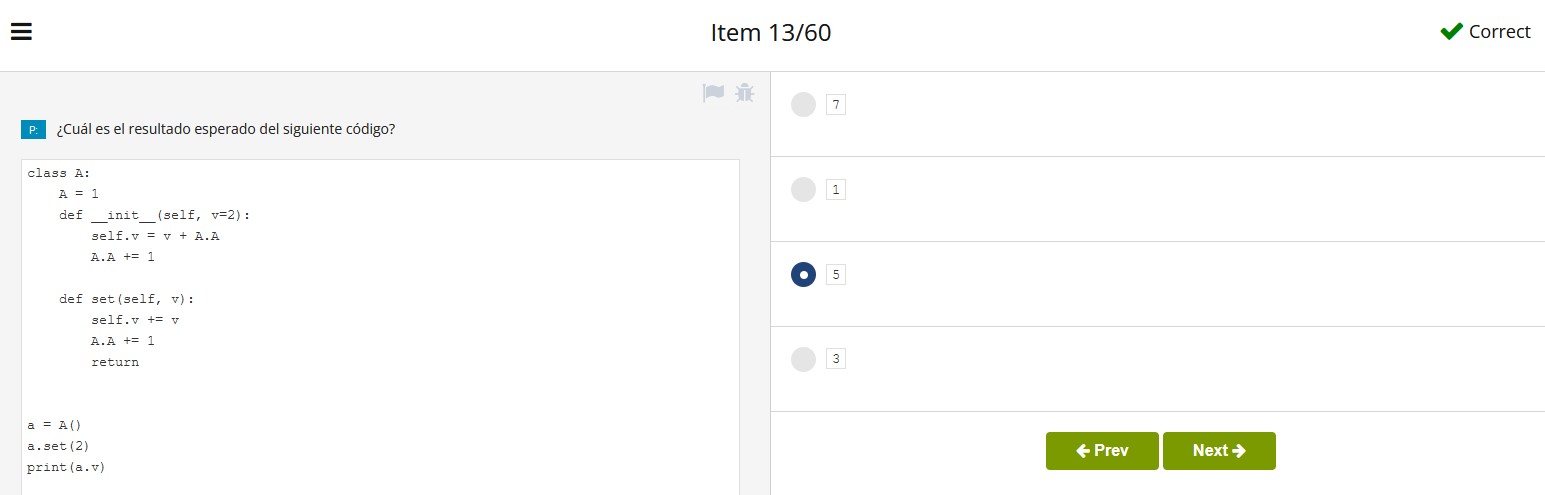 Item 13/60
Correct
P: ¿Cuál es el resultado esperado del siguiente código?
class A:
    A = 1
    def __init__(self, v=2):
        self.v = v + A.A
        A.A += 1

    def set(self, v):
        self.v += v
        A.A += 1
        return


a = A()
a.set(2)
print(a.v)
7
1
5
3
Prev
Next